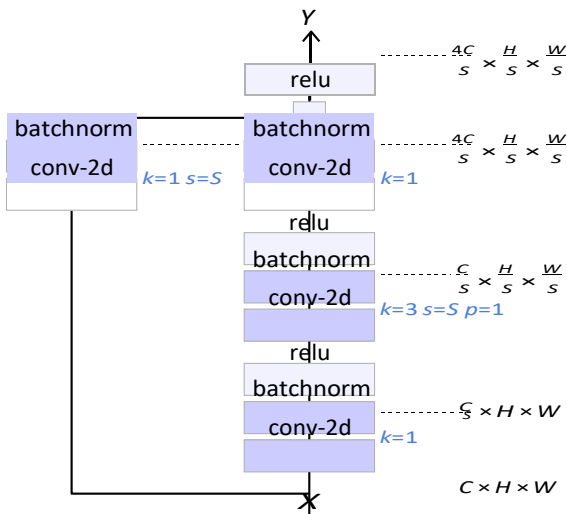 Y
4C/S × H/S × W/S
relu
batchnorm batchnorm
4C/S × H/S × W/S
conv-2d conv-2d
k=1 s=S k=1
relu
batchnorm
C/S × H/S × W/S
conv-2d
k=3 s=S p=1
relu
batchnorm
C/S × H × W
conv-2d
k=1
C × H × W
X